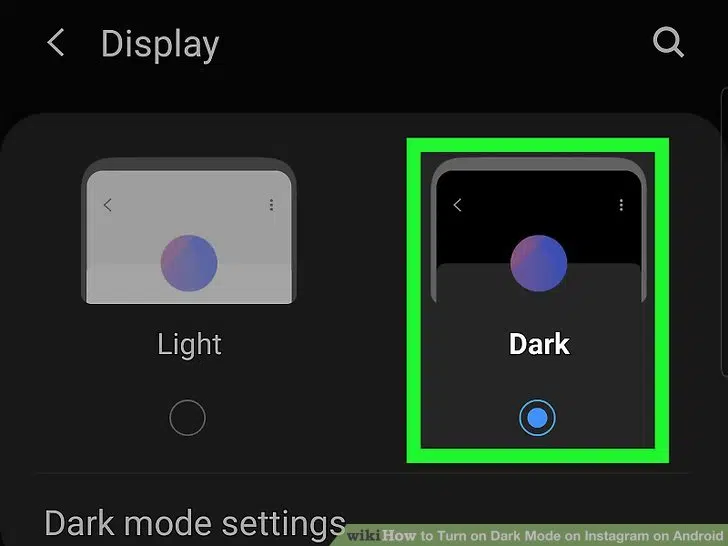 Display
Light
Dark
Dark mode settings
wikiHow to Turn on Dark Mode on Instagram on Android